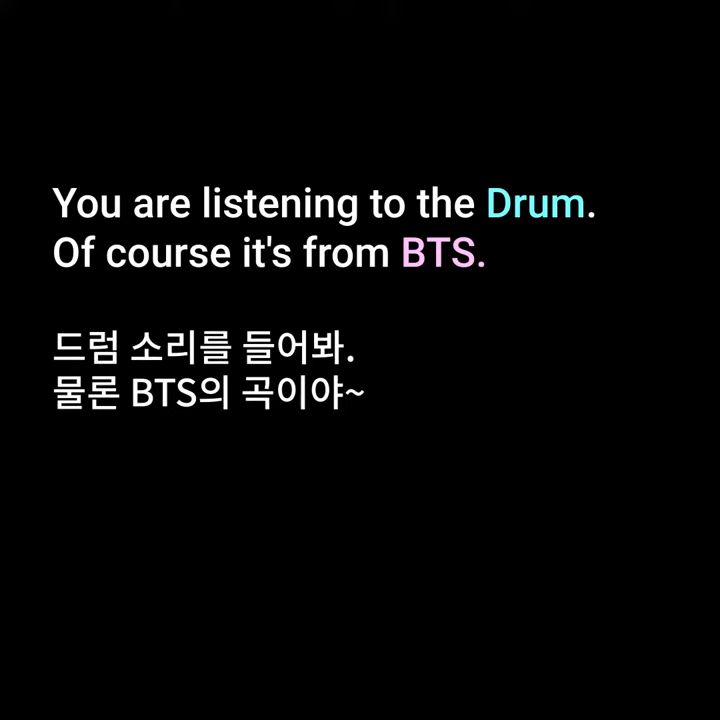 You are listening to the Drum.
Of course it's from BTS.
드럼 소리를 들어봐.
물론 BTS의 곡이야~